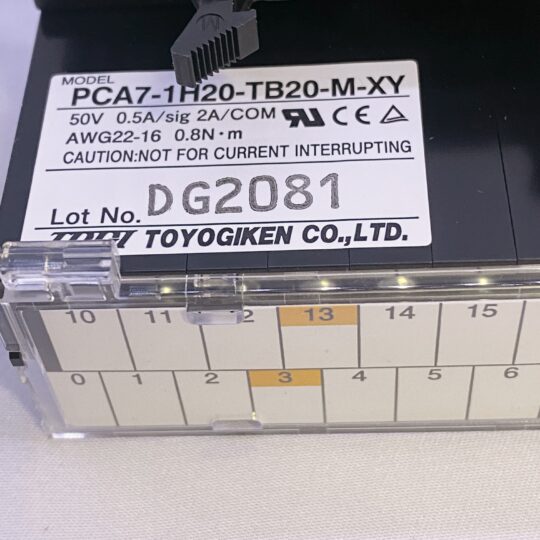 MODEL
PCA7-1H20-TB20-M-XY
50V 0.5A/sig 2A/COM
AWG22-16 0.8N·m
CAUTION:NOT FOR CURRENT INTERRUPTING
Lot No. DG2081
TOYOGIKEN CO.,LTD.
10 11 13 14 15
0 1 2 3 4 5 6